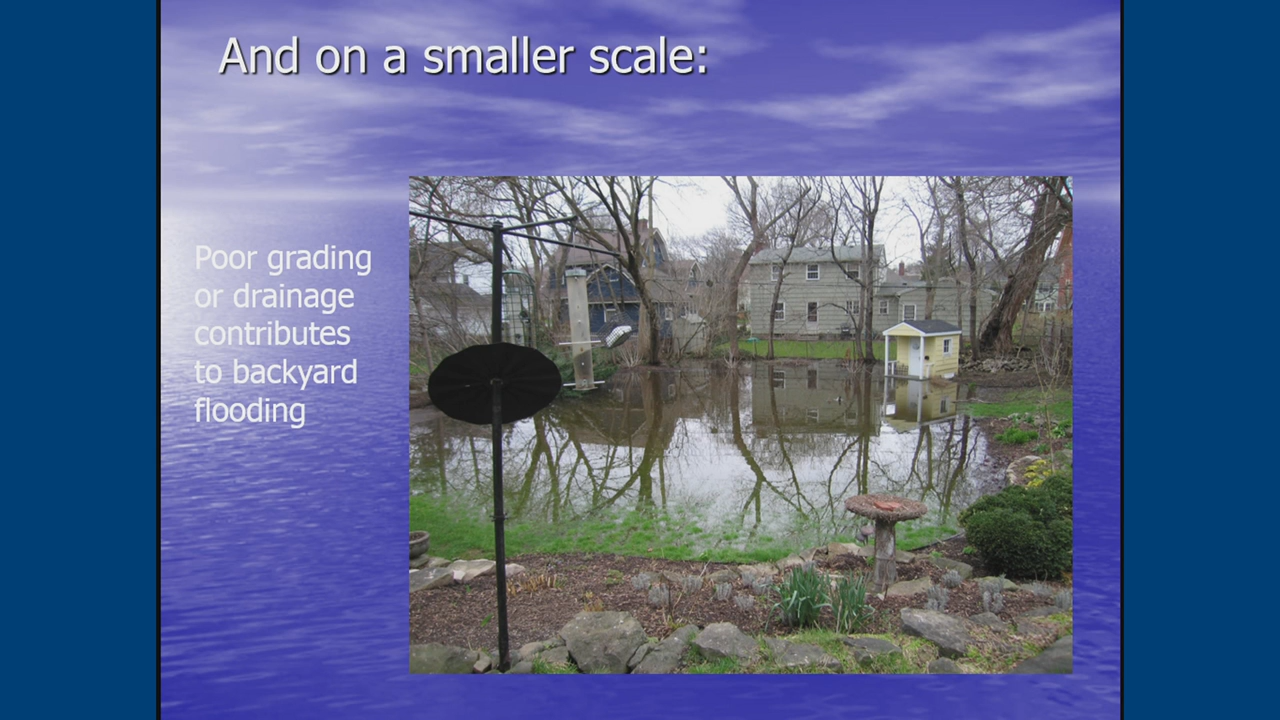 And on a smaller scale:
Poor grading
or drainage
contributes
to backyard
flooding